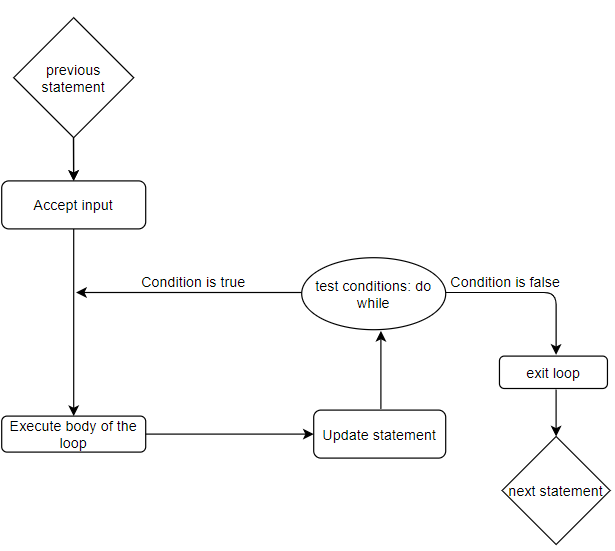 previous
statement
Accept input
Condition is true
test conditions: do
while
Condition is false
exit loop
Execute body of the
loop
Update statement
next statement